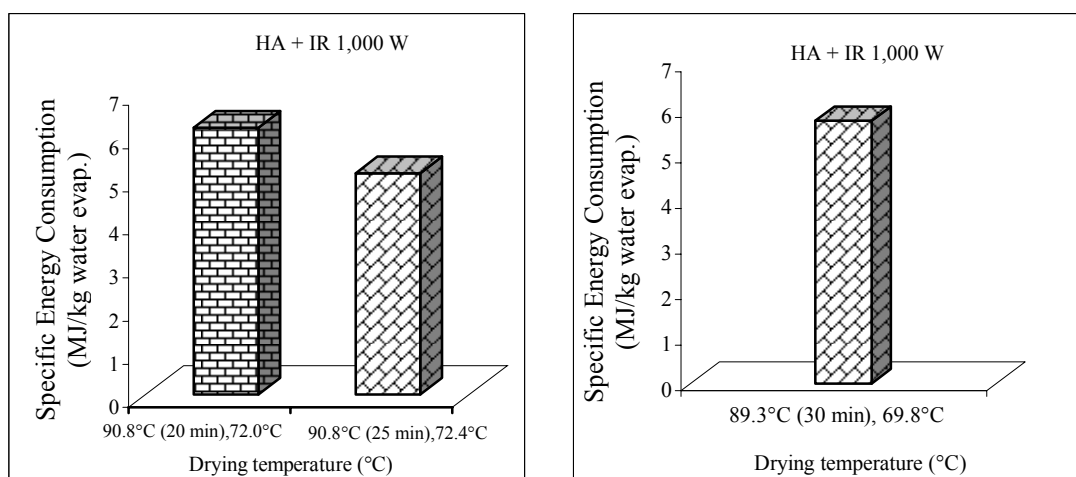 HA + IR 1,000 W
Specific Energy Consumption
(MJ/kg water evap.)
7
6
5
4
3
2
1
0
90.8°C (20 min),72.0°C
90.8°C (25 min),72.4°C
Drying temperature (°C)
HA + IR 1,000 W
Specific Energy Consumption
(MJ/kg water evap.)
7
6
5
4
3
2
1
0
89.3°C (30 min), 69.8°C
Drying temperature (°C)